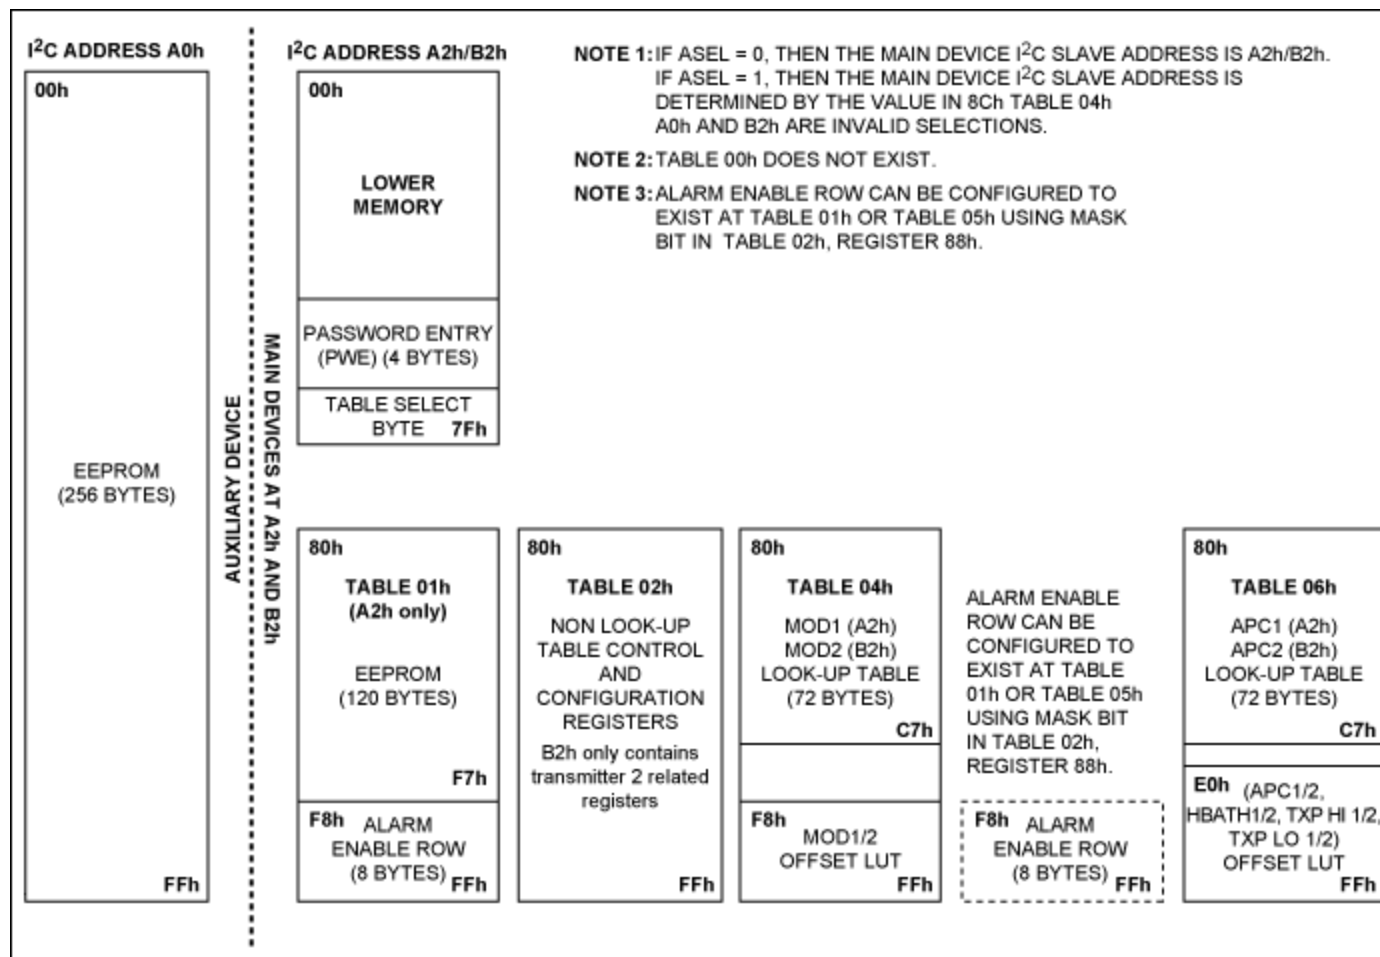 I2C ADDRESS A0h
00h
EEPROM
(256 BYTES)
FFh
AUXILIARY DEVICE
MAIN DEVICES AT A2h AND B2h
I2C ADDRESS A2h/B2h
00h
LOWER
MEMORY
PASSWORD ENTRY
(PWE) (4 BYTES)
TABLE SELECT
BYTE 7Fh
NOTE 1: IF ASEL = 0, THEN THE MAIN DEVICE I2C SLAVE ADDRESS IS A2h/B2h.
IF ASEL = 1, THEN THE MAIN DEVICE I2C SLAVE ADDRESS IS
DETERMINED BY THE VALUE IN 8Ch TABLE 04h
A0h AND B2h ARE INVALID SELECTIONS.
NOTE 2: TABLE 00h DOES NOT EXIST.
NOTE 3: ALARM ENABLE ROW CAN BE CONFIGURED TO
EXIST AT TABLE 01h OR TABLE 05h USING MASK
BIT IN TABLE 02h, REGISTER 88h.
80h
TABLE 01h
(A2h only)
EEPROM
(120 BYTES)
F7h
F8h ALARM
ENABLE ROW
(8 BYTES) FFh
80h
TABLE 02h
NON LOOK-UP
TABLE CONTROL
AND
CONFIGURATION
REGISTERS
B2h only contains
transmitter 2 related
registers
FFh
80h
TABLE 04h
MOD1 (A2h)
MOD2 (B2h)
LOOK-UP TABLE
(72 BYTES)
C7h
F8h
MOD1/2
OFFSET LUT
FFh
ALARM ENABLE
ROW CAN BE
CONFIGURED TO
EXIST AT TABLE
01h OR TABLE 05h
USING MASK BIT
IN TABLE 02h,
REGISTER 88h.
F8h ALARM
ENABLE ROW
(8 BYTES) FFh
80h
TABLE 06h
APC1 (A2h)
APC2 (B2h)
LOOK-UP TABLE
(72 BYTES)
C7h
E0h (APC1/2,
HBATH1/2, TXP HI 1/2,
TXP LO 1/2)
OFFSET LUT
FFh